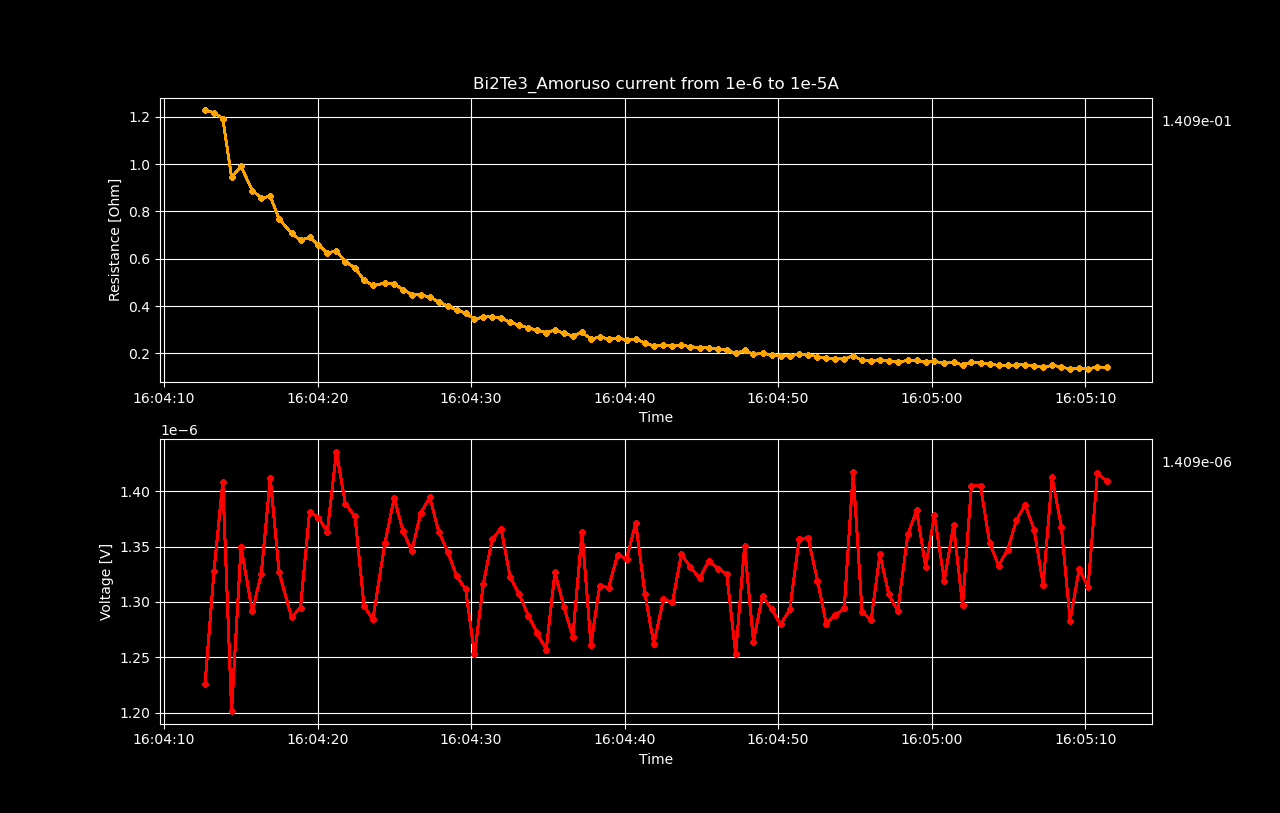 Bi2Te3_Amoruso current from 1e-6 to 1e-5A
1.409e-01
Resistance [Ohm]
1.2
1.0
0.8
0.6
0.4
0.2
16:04:10 16:04:20 16:04:30 16:04:40 16:04:50 16:05:00 16:05:10
Time
1e−6
1.409e-06
Voltage [V]
1.40
1.35
1.30
1.25
1.20
16:04:10 16:04:20 16:04:30 16:04:40 16:04:50 16:05:00 16:05:10
Time